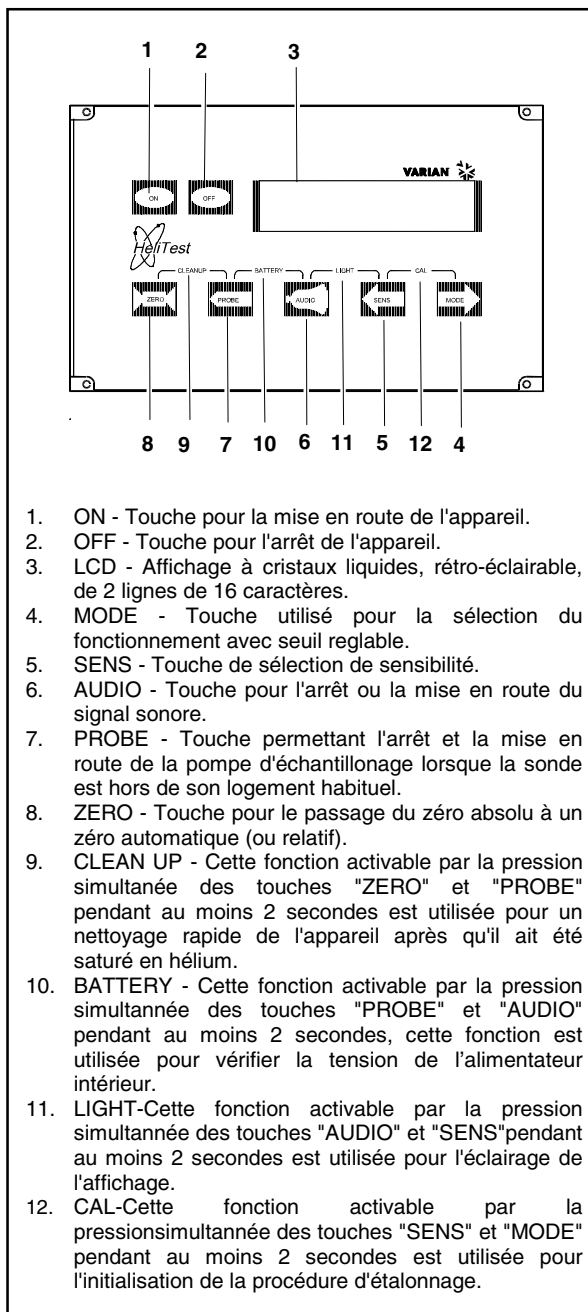 1 2 3
VARIAN
ON OFF
HeliTest
CLEANUP BATTERY LIGHT CAL
ZERO PROBE AUDIO SENS MODE
8 9 7 10 6 11 5 12 4
1. ON - Touche pour la mise en route de l'appareil.
2. OFF - Touche pour l'arrêt de l'appareil.
3. LCD - Affichage à cristaux liquides, rétro-éclairable,
de 2 lignes de 16 caractères.
4. MODE - Touche utilisé pour la sélection du
fonctionnement avec seuil reglable.
5. SENS - Touche de sélection de sensibilité.
6. AUDIO - Touche pour l'arrêt ou la mise en route du
signal sonore.
7. PROBE - Touche permettant l'arrêt et la mise en
route de la pompe d'échantillonage lorsque la sonde
est hors de son logement habituel.
8. ZERO - Touche pour le passage du zéro absolu à un
zéro automatique (ou relatif).
9. CLEAN UP - Cette fonction activable par la pression
simultanée des touches "ZERO" et "PROBE"
pendant au moins 2 secondes est utilisée pour un
nettoyage rapide de l'appareil après qu'il ait été
saturé en hélium.
10. BATTERY - Cette fonction activable par la pression
simultannée des touches "PROBE" et "AUDIO"
pendant au moins 2 secondes, cette fonction est
utilisée pour vérifier la tension de l’alimentateur
intérieur.
11. LIGHT-Cette fonction activable par la pression
simultannée des touches "AUDIO" et "SENS"pendant
au moins 2 secondes est utilisée pour l'éclairage de
l'affichage.
12. CAL-Cette fonction activable par la
pressionsimultannée des touches "SENS" et "MODE"
pendant au moins 2 secondes est utilisée pour
l'initialisation de la procédure d'étalonnage.